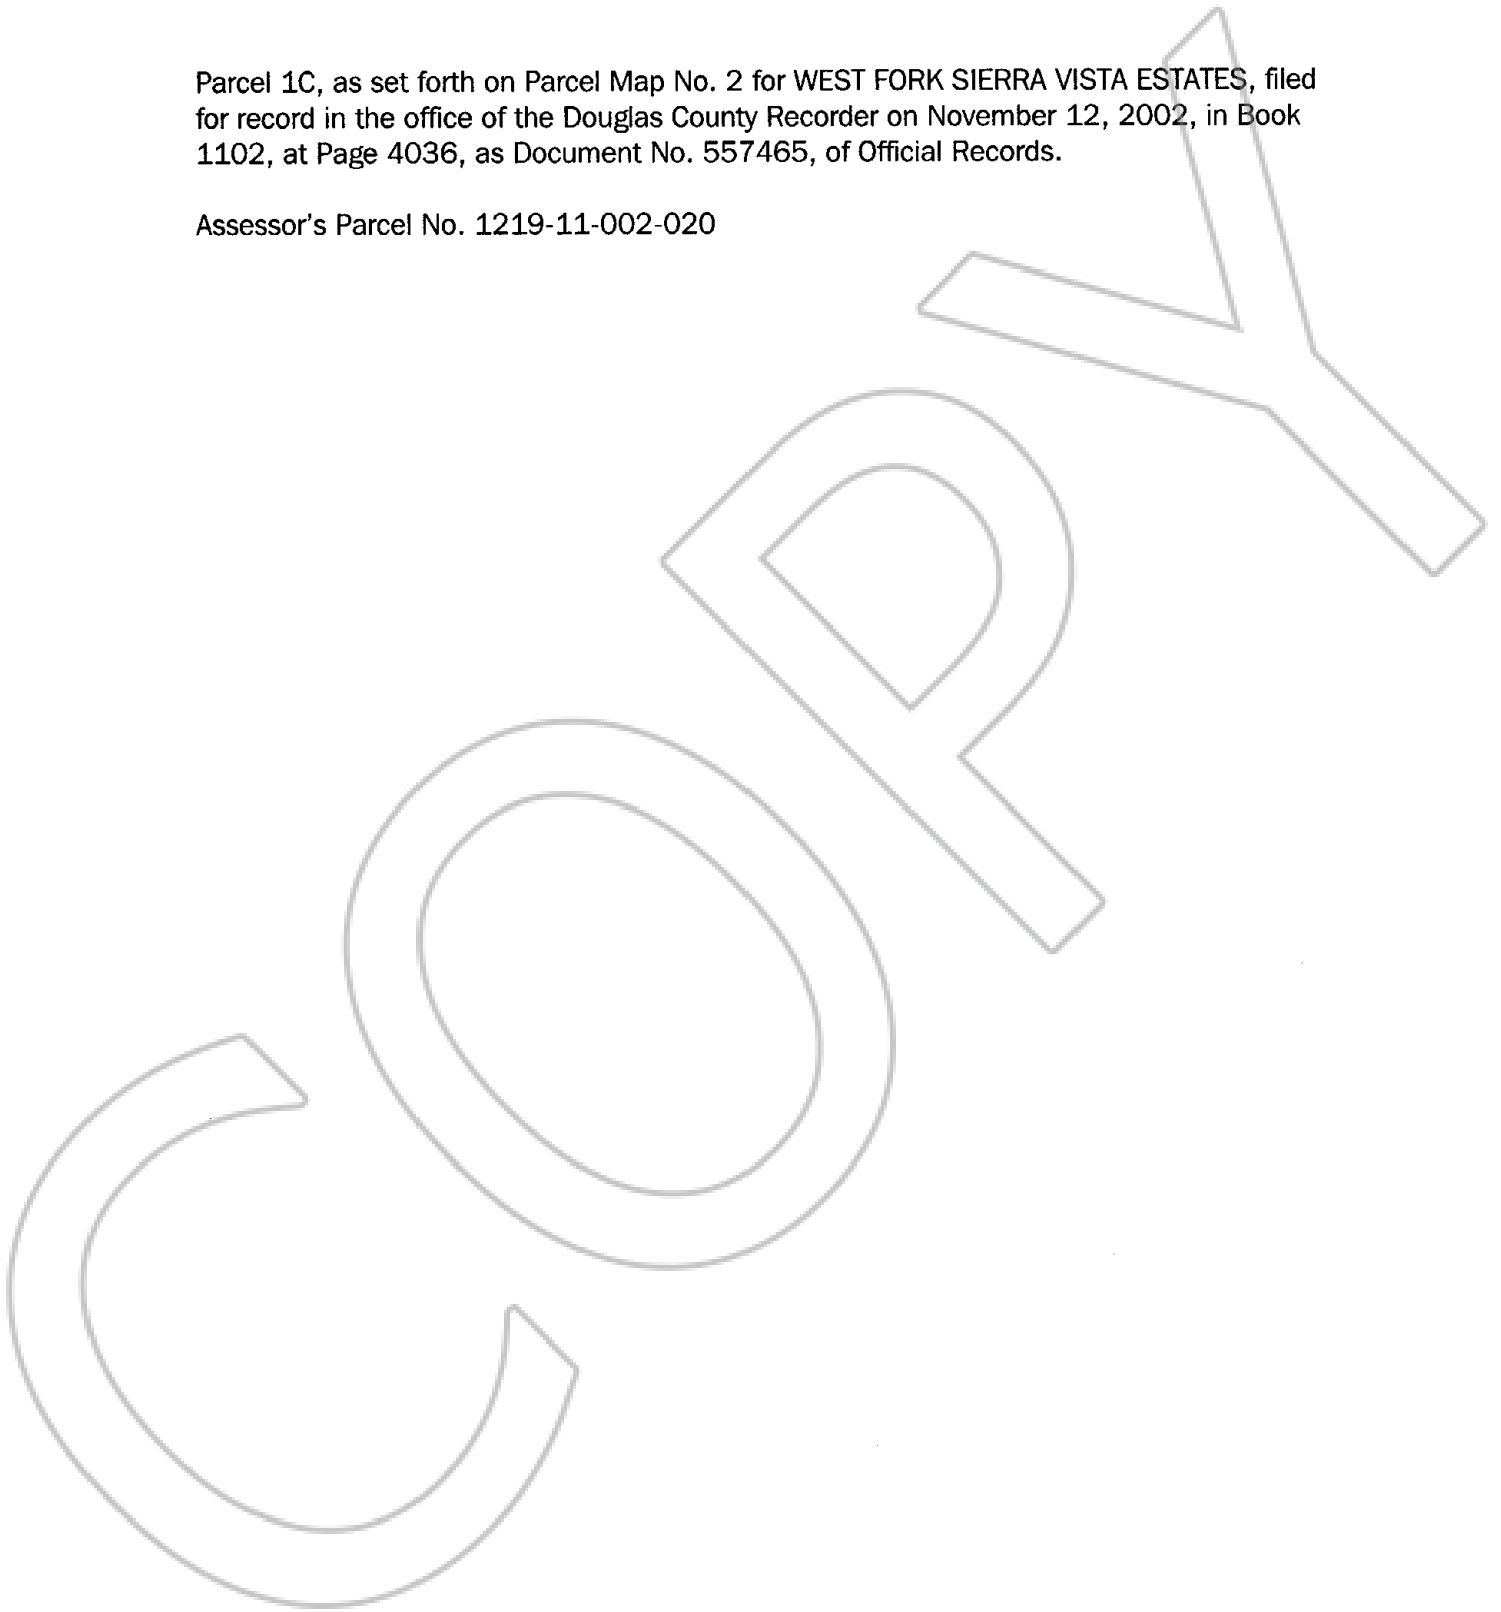 Parcel 1C, as set forth on Parcel Map No. 2 for WEST FORK SIERRA VISTA ESTATES, filed
for record in the office of the Douglas County Recorder on November 12, 2002, in Book
1102, at Page 4036, as Document No. 557465, of Official Records.
Assessor's Parcel No. 1219-11-002-020
COPY